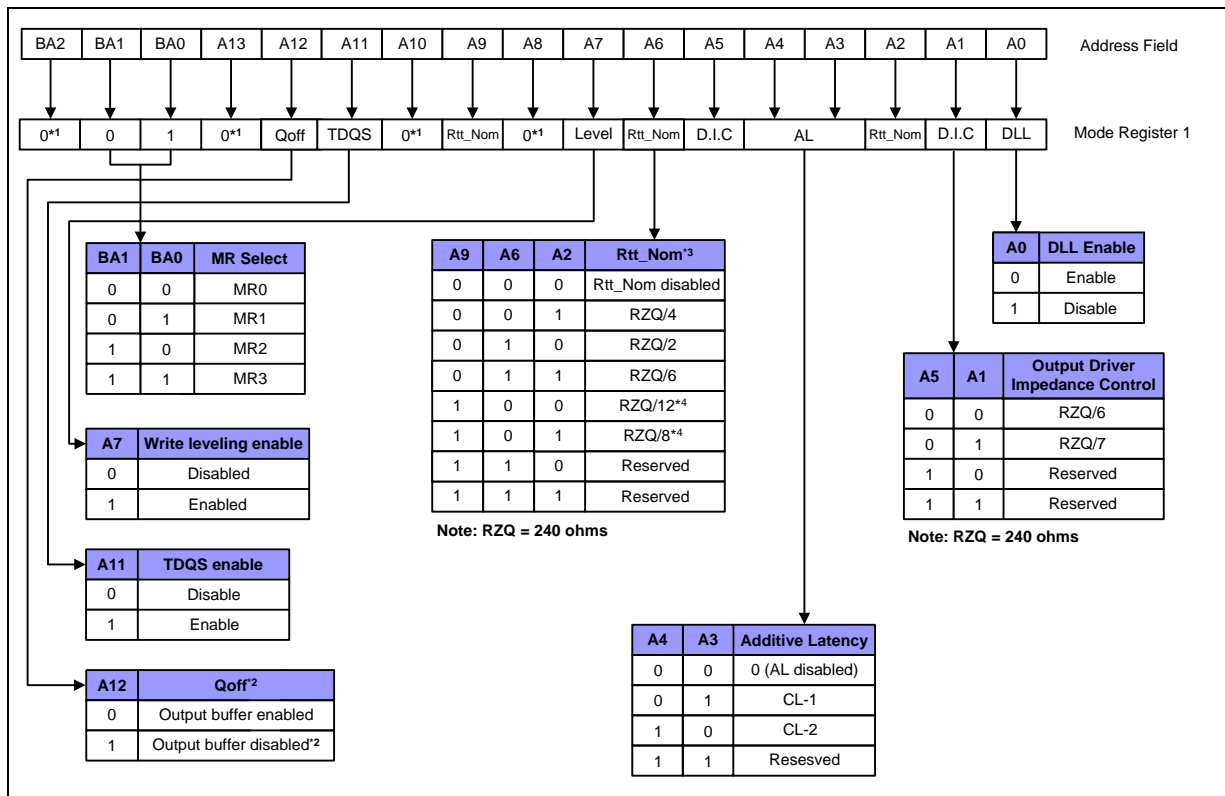 BA2 BA1 BA0 A13 A12 A11 A10 A9 A8 A7 A6 A5 A4 A3 A2 A1 A0 Address Field
0*1 0 1 0*1 Qoff TDQS 0*1 Rtt_Nom 0*1 Level Rtt_Nom D.I.C AL Rtt_Nom D.I.C DLL Mode Register 1
BA1 BA0 MR Select
0 0 MR0
0 1 MR1
1 0 MR2
1 1 MR3
A9 A6 A2 Rtt_Nom*3
0 0 0 Rtt_Nom disabled
0 0 1 RZQ/4
0 1 0 RZQ/2
0 1 1 RZQ/6
1 0 0 RZQ/12*4
1 0 1 RZQ/8*4
1 1 0 Reserved
1 1 1 Reserved
Note: RZQ = 240 ohms
A0 DLL Enable
0 Enable
1 Disable
A5 A1 Output Driver
Impedance Control
0 0 RZQ/6
0 1 RZQ/7
1 0 Reserved
1 1 Reserved
Note: RZQ = 240 ohms
A7 Write leveling enable
0 Disabled
1 Enabled
A11 TDQS enable
0 Disable
1 Enable
A12 Qoff*2
0 Output buffer enabled
1 Output buffer disabled*2
A4 A3 Additive Latency
0 0 0 (AL disabled)
0 1 CL-1
1 0 CL-2
1 1 Resesved